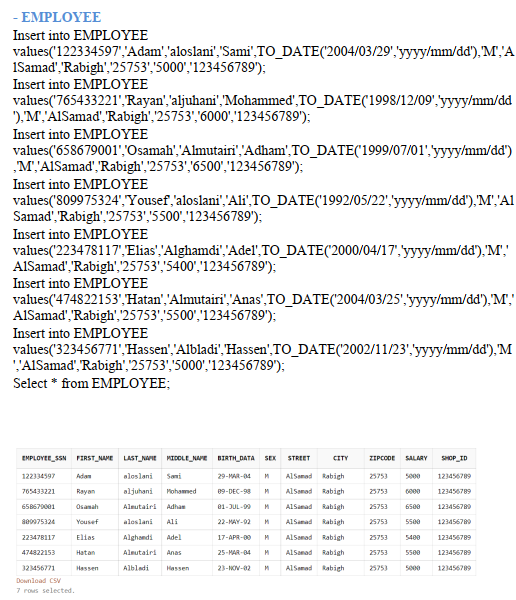 - EMPLOYEE
Insert into EMPLOYEE
values('122334597','Adam','aloslani','Sami',TO_DATE('2004/03/29','yyyy/mm/dd'),'M','A
lSamad','Rabigh','25753','5000','123456789');
Insert into EMPLOYEE
values('765433221','Rayan','aljuhani','Mohammed',TO_DATE('1998/12/09','yyyy/mm/dd
'),'M','AlSamad','Rabigh','25753','6000','123456789');
Insert into EMPLOYEE
values('658679001','Osamah','Almutairi','Adham',TO_DATE('1999/07/01','yyyy/mm/dd')
,'M','AlSamad','Rabigh','25753','6500','123456789');
Insert into EMPLOYEE
values('809975324','Yousef','aloslani','Ali',TO_DATE('1992/05/22','yyyy/mm/dd'),'M','Al
Samad','Rabigh','25753','5500','123456789');
Insert into EMPLOYEE
values('223478117','Elias','Alghamdi','Adel',TO_DATE('2000/04/17','yyyy/mm/dd'),'M','
AlSamad','Rabigh','25753','5400','123456789');
Insert into EMPLOYEE
values('474822153','Hatan','Almutairi','Anas',TO_DATE('2004/03/25','yyyy/mm/dd'),'M','
AlSamad','Rabigh','25753','5500','123456789');
Insert into EMPLOYEE
values('323456771','Hassen','Albladi','Hassen',TO_DATE('2002/11/23','yyyy/mm/dd'),'M
','AlSamad','Rabigh','25753','5000','123456789');
Select * from EMPLOYEE;
EMPLOYEE_SSN FIRST_NAME LAST_NAME MIDDLE_NAME BIRTH_DATA SEX STREET CITY ZIPCODE SALARY SHOP_ID
122334597 Adam aloslani Sami 29-MAR-04 M AlSamad Rabigh 25753 5000 123456789
765433221 Rayan aljuhani Mohammed 09-DEC-98 M AlSamad Rabigh 25753 6000 123456789
658679001 Osamah Almutairi Adham 01-JUL-99 M AlSamad Rabigh 25753 6500 123456789
809975324 Yousef aloslani Ali 22-MAY-92 M AlSamad Rabigh 25753 5500 123456789
223478117 Elias Alghamdi Adel 17-APR-00 M AlSamad Rabigh 25753 5400 123456789
474822153 Hatan Almutairi Anas 25-MAR-04 M AlSamad Rabigh 25753 5500 123456789
323456771 Hassen Albladi Hassen 23-NOV-02 M AlSamad Rabigh 25753 5000 123456789
Download CSV
7 rows selected.